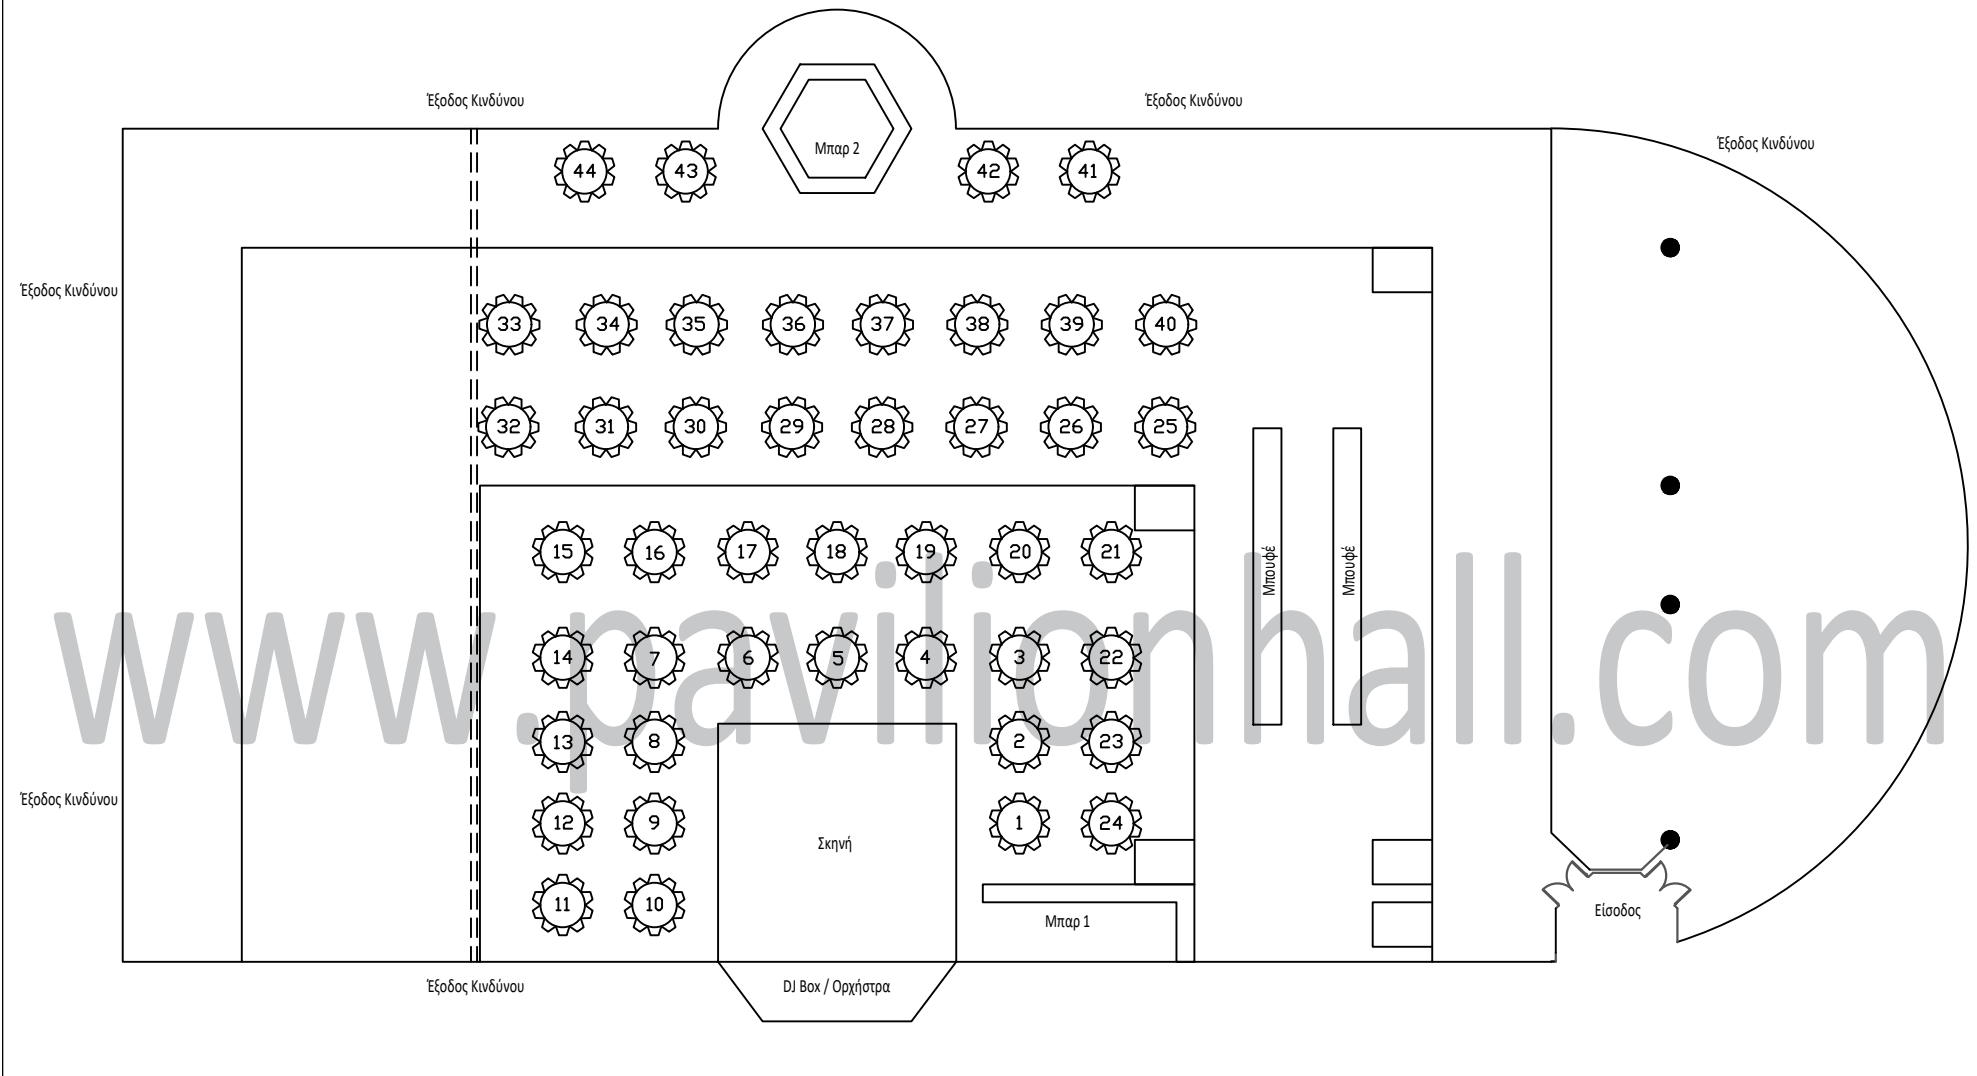 Έξοδος Κινδύνου
Έξοδος Κινδύνου
Έξοδος Κινδύνου
Μπαρ 2
44 43 42 41
Έξοδος Κινδύνου
33 34 35 36 37 38 39 40
32 31 30 29 28 27 26 25
15 16 17 18 19 20 21
Μπουφέ
Μπουφέ
www.pavilionhall.com
14 7 6 5 4 3 22
13 8 2 23
Έξοδος Κινδύνου
12 9 1 24
Σκηνή
11 10
Μπαρ 1
Είσοδος
Έξοδος Κινδύνου
DJ Box / Ορχήστρα